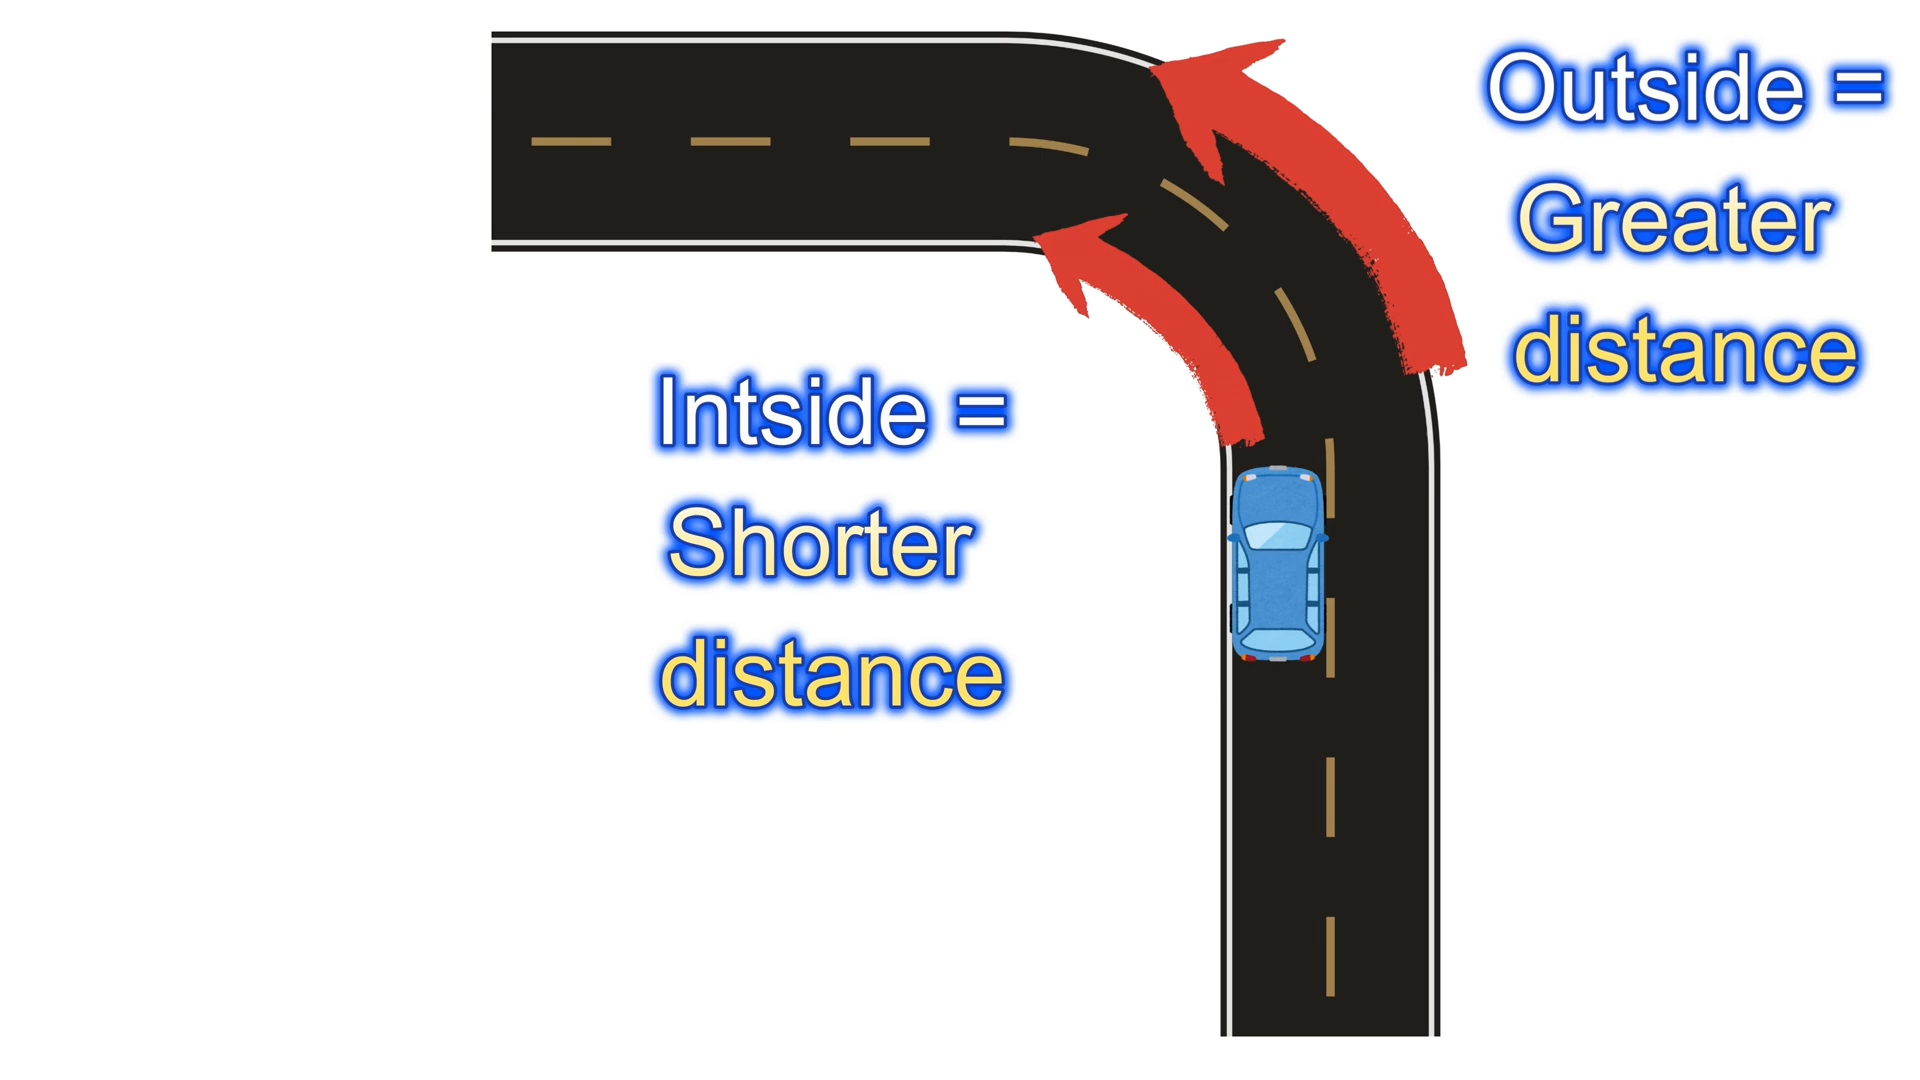 Outside =
Greater
distance
Intside =
Shorter
distance